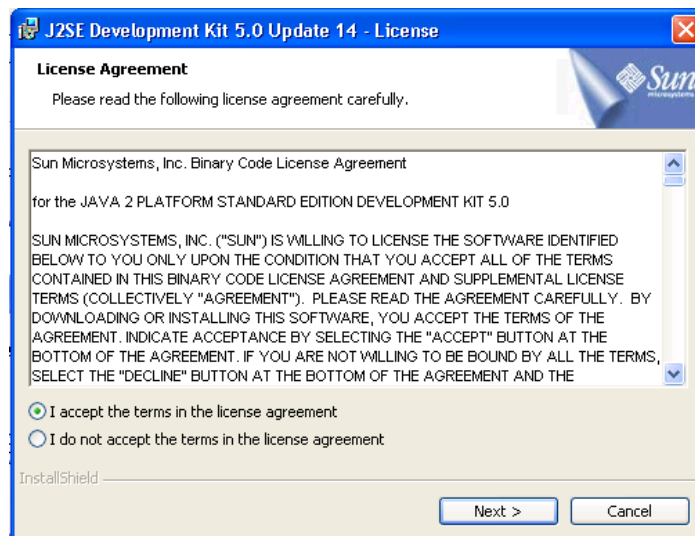 J2SE Development Kit 5.0 Update 14 - License
License Agreement
Please read the following license agreement carefully.
Sun
microsystems
Sun Microsystems, Inc. Binary Code License Agreement
for the JAVA 2 PLATFORM STANDARD EDITION DEVELOPMENT KIT 5.0
SUN MICROSYSTEMS, INC. ("SUN") IS WILLING TO LICENSE THE SOFTWARE IDENTIFIED
BELOW TO YOU ONLY UPON THE CONDITION THAT YOU ACCEPT ALL OF THE TERMS
CONTAINED IN THIS BINARY CODE LICENSE AGREEMENT AND SUPPLEMENTAL LICENSE
TERMS (COLLECTIVELY "AGREEMENT"). PLEASE READ THE AGREEMENT CAREFULLY. BY
DOWNLOADING OR INSTALLING THIS SOFTWARE, YOU ACCEPT THE TERMS OF THE
AGREEMENT. INDICATE ACCEPTANCE BY SELECTING THE "ACCEPT" BUTTON AT THE
BOTTOM OF THE AGREEMENT. IF YOU ARE NOT WILLING TO BE BOUND BY ALL THE TERMS,
SELECT THE "DECLINE" BUTTON AT THE BOTTOM OF THE AGREEMENT AND THE
I accept the terms in the license agreement
I do not accept the terms in the license agreement
InstallShield
Next >
Cancel